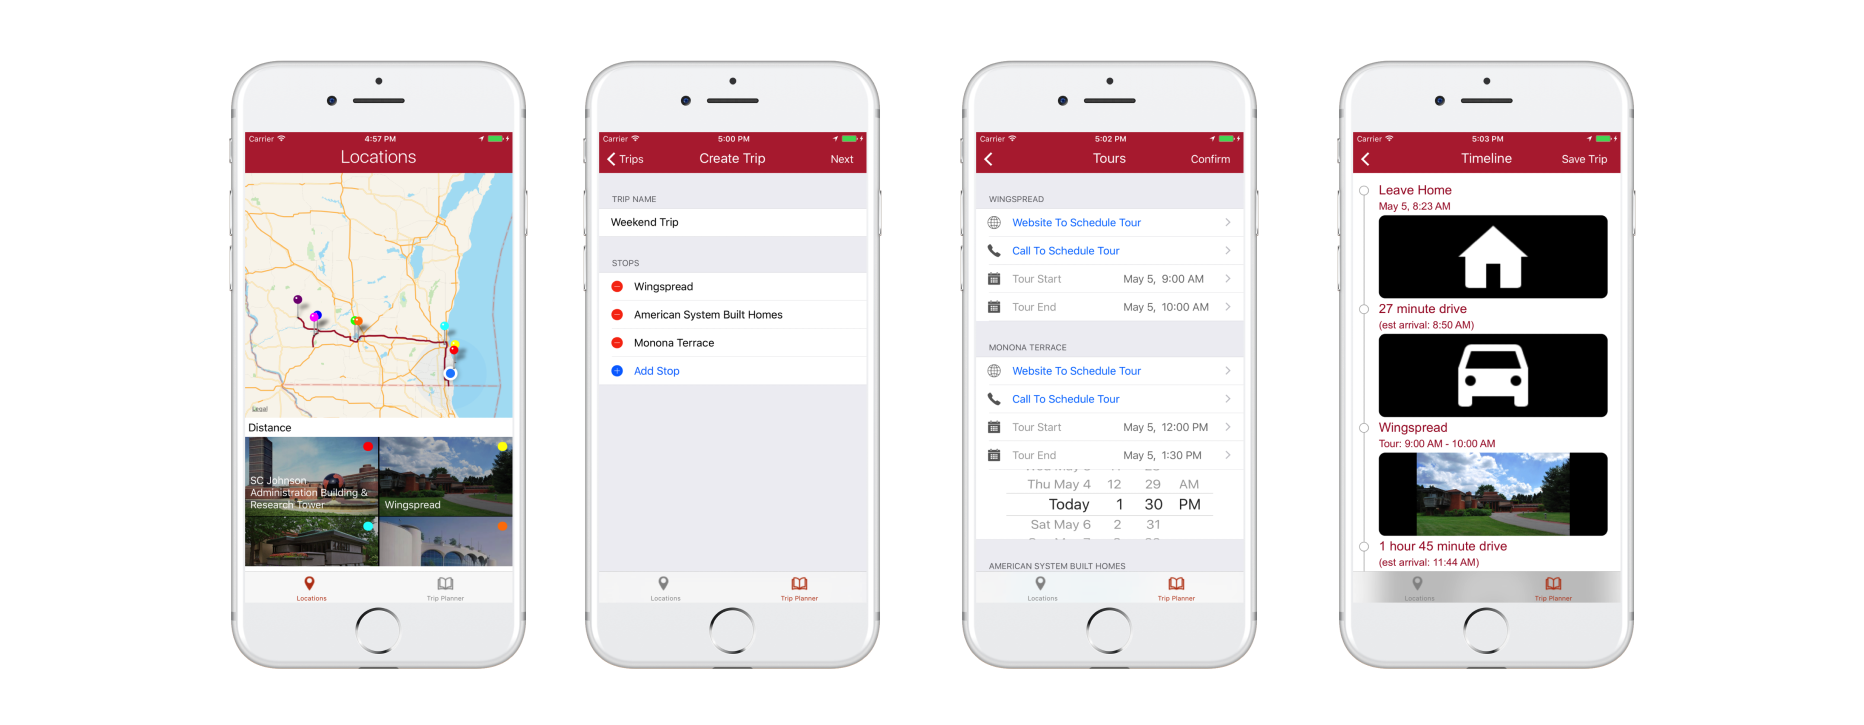 Carrier 4:57 PM
Locations
Legal
Distance
SC Johnson
Administration Building &
Research Tower
Wingspread
Locations Trip Planner
Carrier 5:00 PM
Trips Create Trip Next
TRIP NAME
Weekend Trip
STOPS
Wingspread
American System Built Homes
Monona Terrace
Add Stop
Locations Trip Planner
Carrier 5:02 PM
Tours Confirm
WINGSPREAD
Website To Schedule Tour
Call To Schedule Tour
Tour Start May 5, 9:00 AM
Tour End May 5, 10:00 AM
MONONA TERRACE
Website To Schedule Tour
Call To Schedule Tour
Tour Start May 5, 12:00 PM
Tour End May 5, 1:30 PM
Thu May 4 12 29 AM
Today 1 30 PM
Sat May 6 2 31
AMERICAN SYSTEM BUILT HOMES
Locations Trip Planner
Carrier 5:03 PM
Timeline Save Trip
Leave Home
May 5, 8:23 AM
27 minute drive
(est arrival: 8:50 AM)
Wingspread
Tour: 9:00 AM - 10:00 AM
1 hour 45 minute drive
(est arrival: 11:44 AM)
Locations Trip Planner